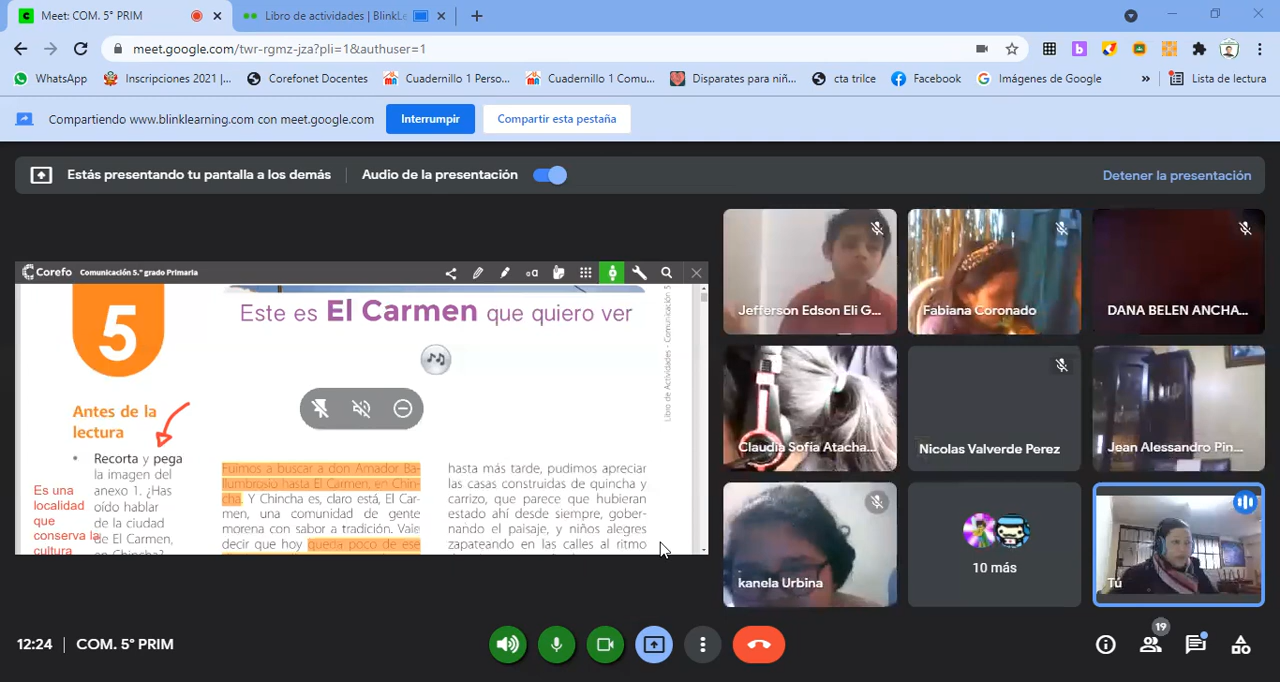 Meet: COM. 5° PRIM
Libro de actividades | BlinkLe
meet.google.com/twr-rgmz-jza?pli=1&authuser=1
WhatsApp
Inscripciones 2021 |...
Corefonet Docentes
Cuadernillo 1 Perso...
Cuadernillo 1 Comu...
Disparates para niñ...
cta trilce
Facebook
Imágenes de Google
»
Lista de lectura
Compartiendo www.blinklearning.com con meet.google.com
Interrumpir
Compartir esta pestaña
Estás presentando tu pantalla a los demás
Audio de la presentación
Detener la presentación
Corefo
Comunicación 5.º grado Primaria
5
Este es El Carmen que quiero ver
Libro de Actividades - Comunicación 5
Antes de la
lectura
• Recorta y pega
la imagen del
anexo 1. ¿Has
oído hablar
de la ciudad
de El Carmen,
en Chincha?
Es una
localidad
que
conserva la
cultura
Fuimos a buscar a don Amador Ba-
llumbrosio hasta El Carmen, en Chin-
cha. Y Chincha es, claro está, El Car-
men, una comunidad de gente
morena con sabor a tradición. Vale
decir que hoy queda poco de ese
hasta más tarde, pudimos apreciar
las casas construidas de quincha y
carrizo, que parece que hubieran
estado ahí desde siempre, gober-
nando el paisaje, y niños alegres
zapateando en las calles al ritmo
Jefferson Edson Eli G...
Fabiana Coronado
DANA BELEN ANCHA...
Claudia Sofía Atacha...
Nicolas Valverde Perez
Jean Alessandro Pin...
kanela Urbina
10 más
Tú
12:24
COM. 5° PRIM
19